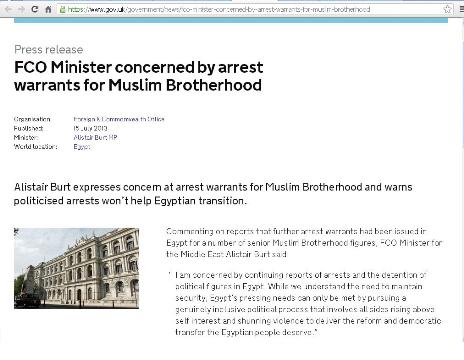 https://www.gov.uk/government/news/fco-minister-concerned-by-arrest-warrants-for-muslim-brotherhood
Press release
FCO Minister concerned by arrest
warrants for Muslim Brotherhood
Organisation: Foreign & Commonwealth Office
Published: 15 July 2013
Minister: Alistair Burt MP
World location: Egypt
Alistair Burt expresses concern at arrest warrants for Muslim Brotherhood and warns
politicised arrests won't help Egyptian transition.
Commenting on reports that further arrest warrants had been issued in
Egypt for a number of senior Muslim Brotherhood figures, FCO Minister for
the Middle East Alistair Burt said
" I am concerned by continuing reports of arrests and the detention of
political figures in Egypt. While we understand the need to maintain
security, Egypt's pressing needs can only be met by pursuing a
genuinely inclusive political process that involves all sides rising above
self interest and shunning violence to deliver the reform and democratic
transfer the Egyptian people deserve."